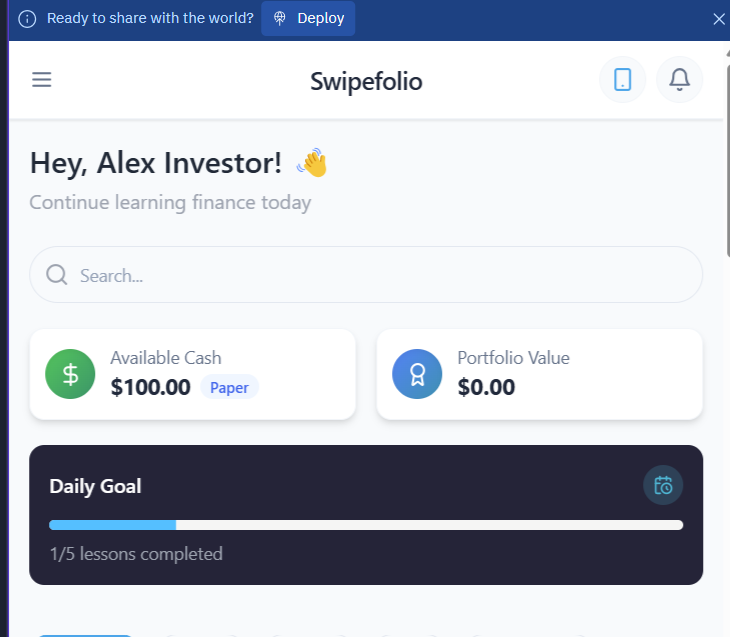 Ready to share with the world? Deploy
Swipefolio
Hey, Alex Investor! 👋
Continue learning finance today
Search...
Available Cash
$100.00 Paper
Portfolio Value
$0.00
Daily Goal
1/5 lessons completed